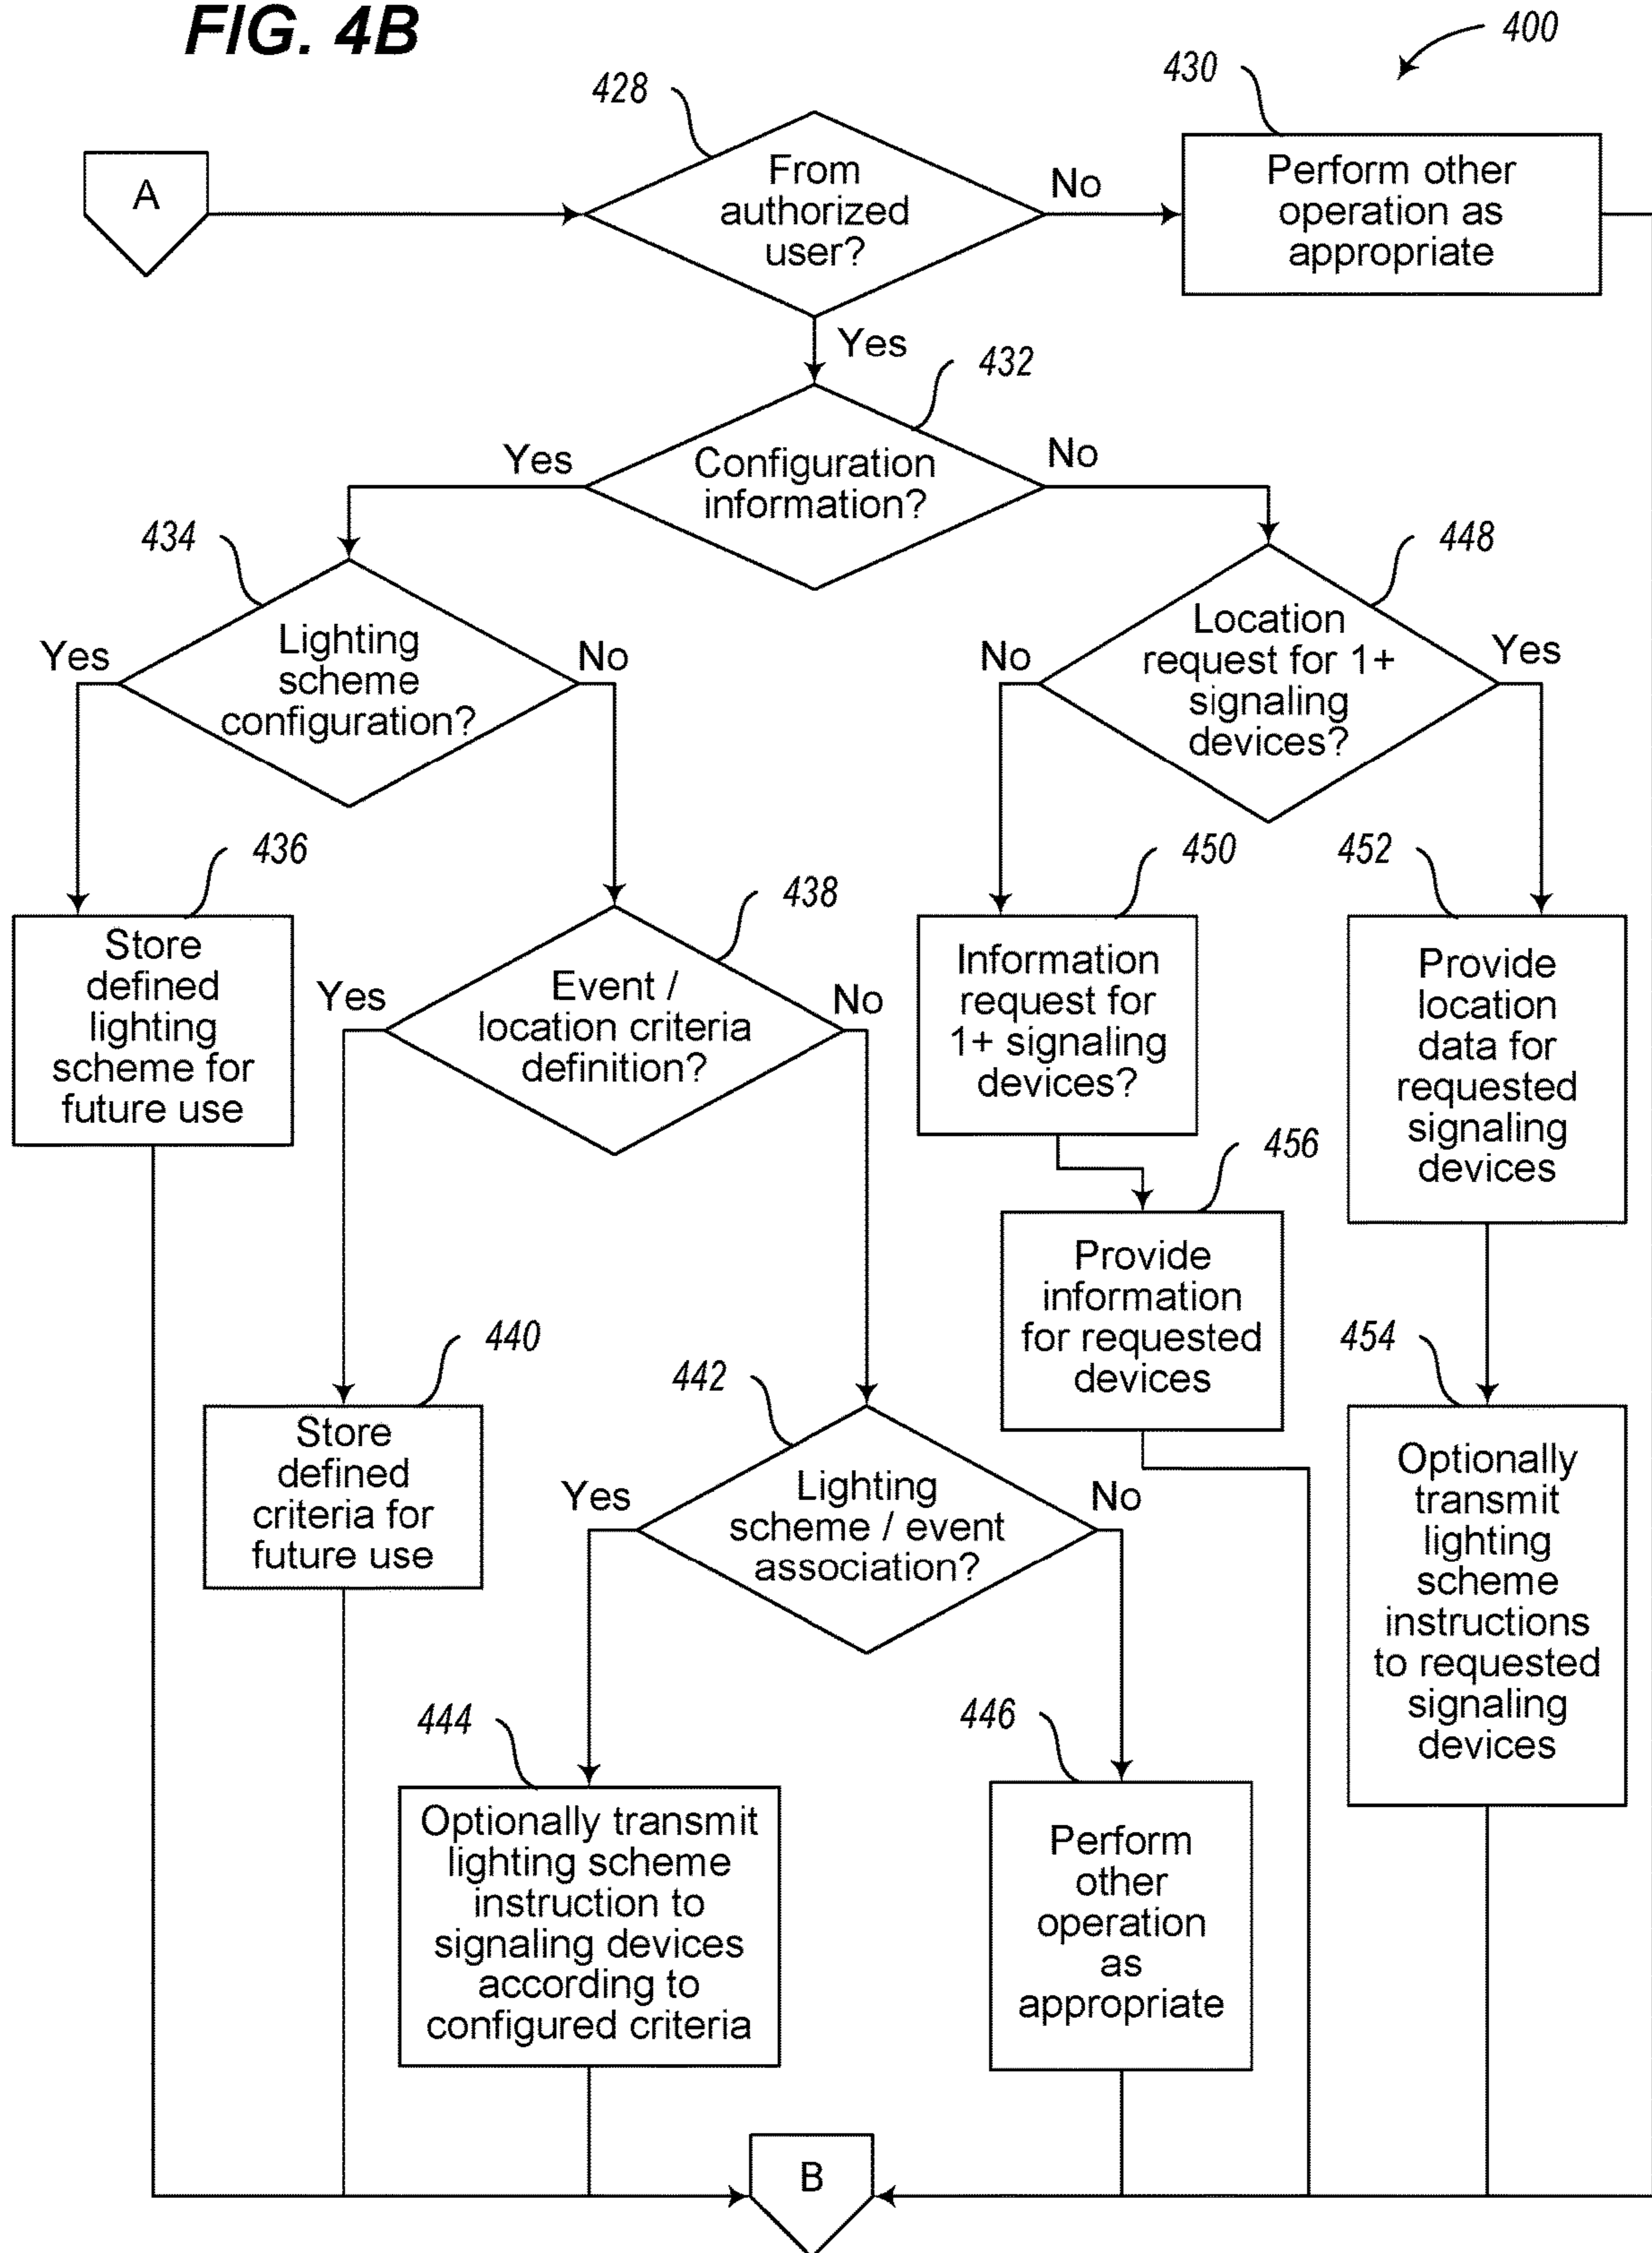 FIG. 4B
400
428
430
A
From
authorized
user?
No
Perform other
operation as
appropriate
Yes
432
Yes
Configuration
information?
No
434
448
Yes
Lighting
scheme
configuration?
No
No
Location
request for 1+
signaling
devices?
Yes
436
438
450
452
Store
defined
lighting
scheme for
future use
Yes
Event /
location criteria
definition?
No
Information
request for
1+ signaling
devices?
Provide
location
data for
requested
signaling
devices
456
Provide
information
for requested
devices
440
442
454
Store
defined
criteria for
future use
Yes
Lighting
scheme / event
association?
No
Optionally
transmit
lighting
scheme
instructions
to requested
signaling
devices
444
446
Optionally transmit
lighting scheme
instruction to
signaling devices
according to
configured criteria
Perform
other
operation
as
appropriate
B